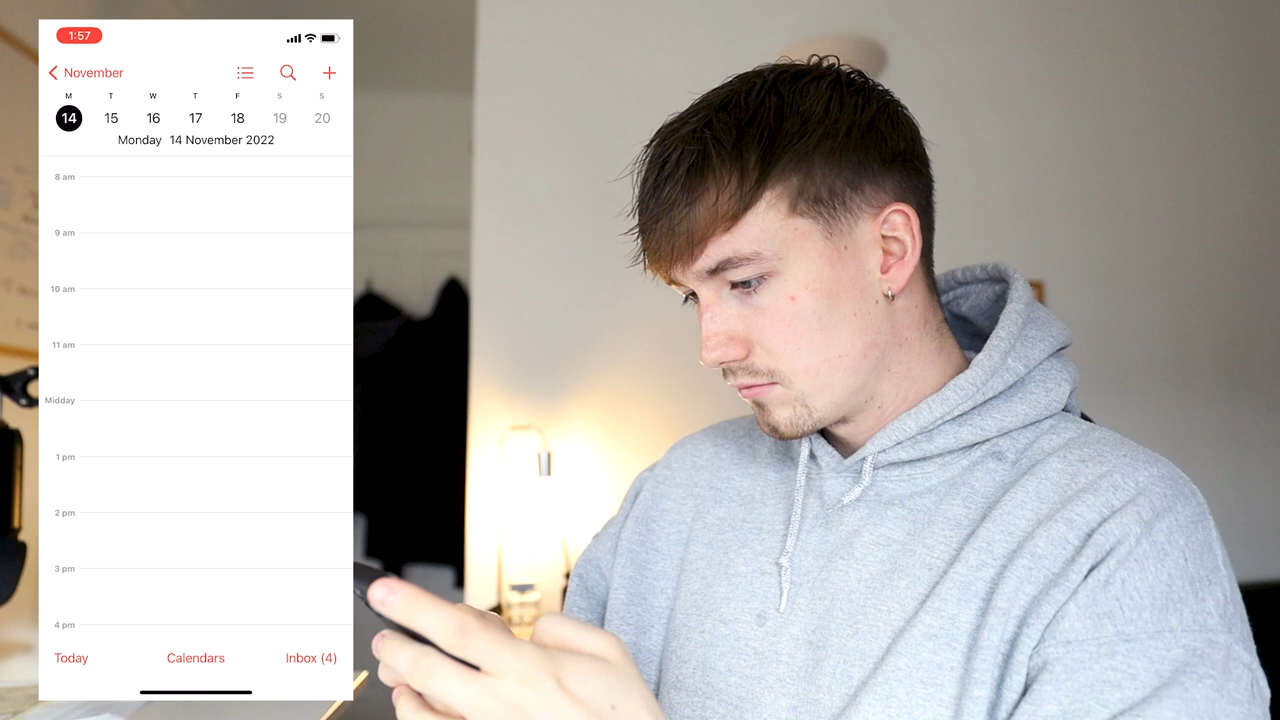 1:57
November
M T W T F S S
14 15 16 17 18 19 20
Monday 14 November 2022
8 am
9 am
10 am
11 am
Midday
1 pm
2 pm
3 pm
4 pm
Today Calendars Inbox (4)